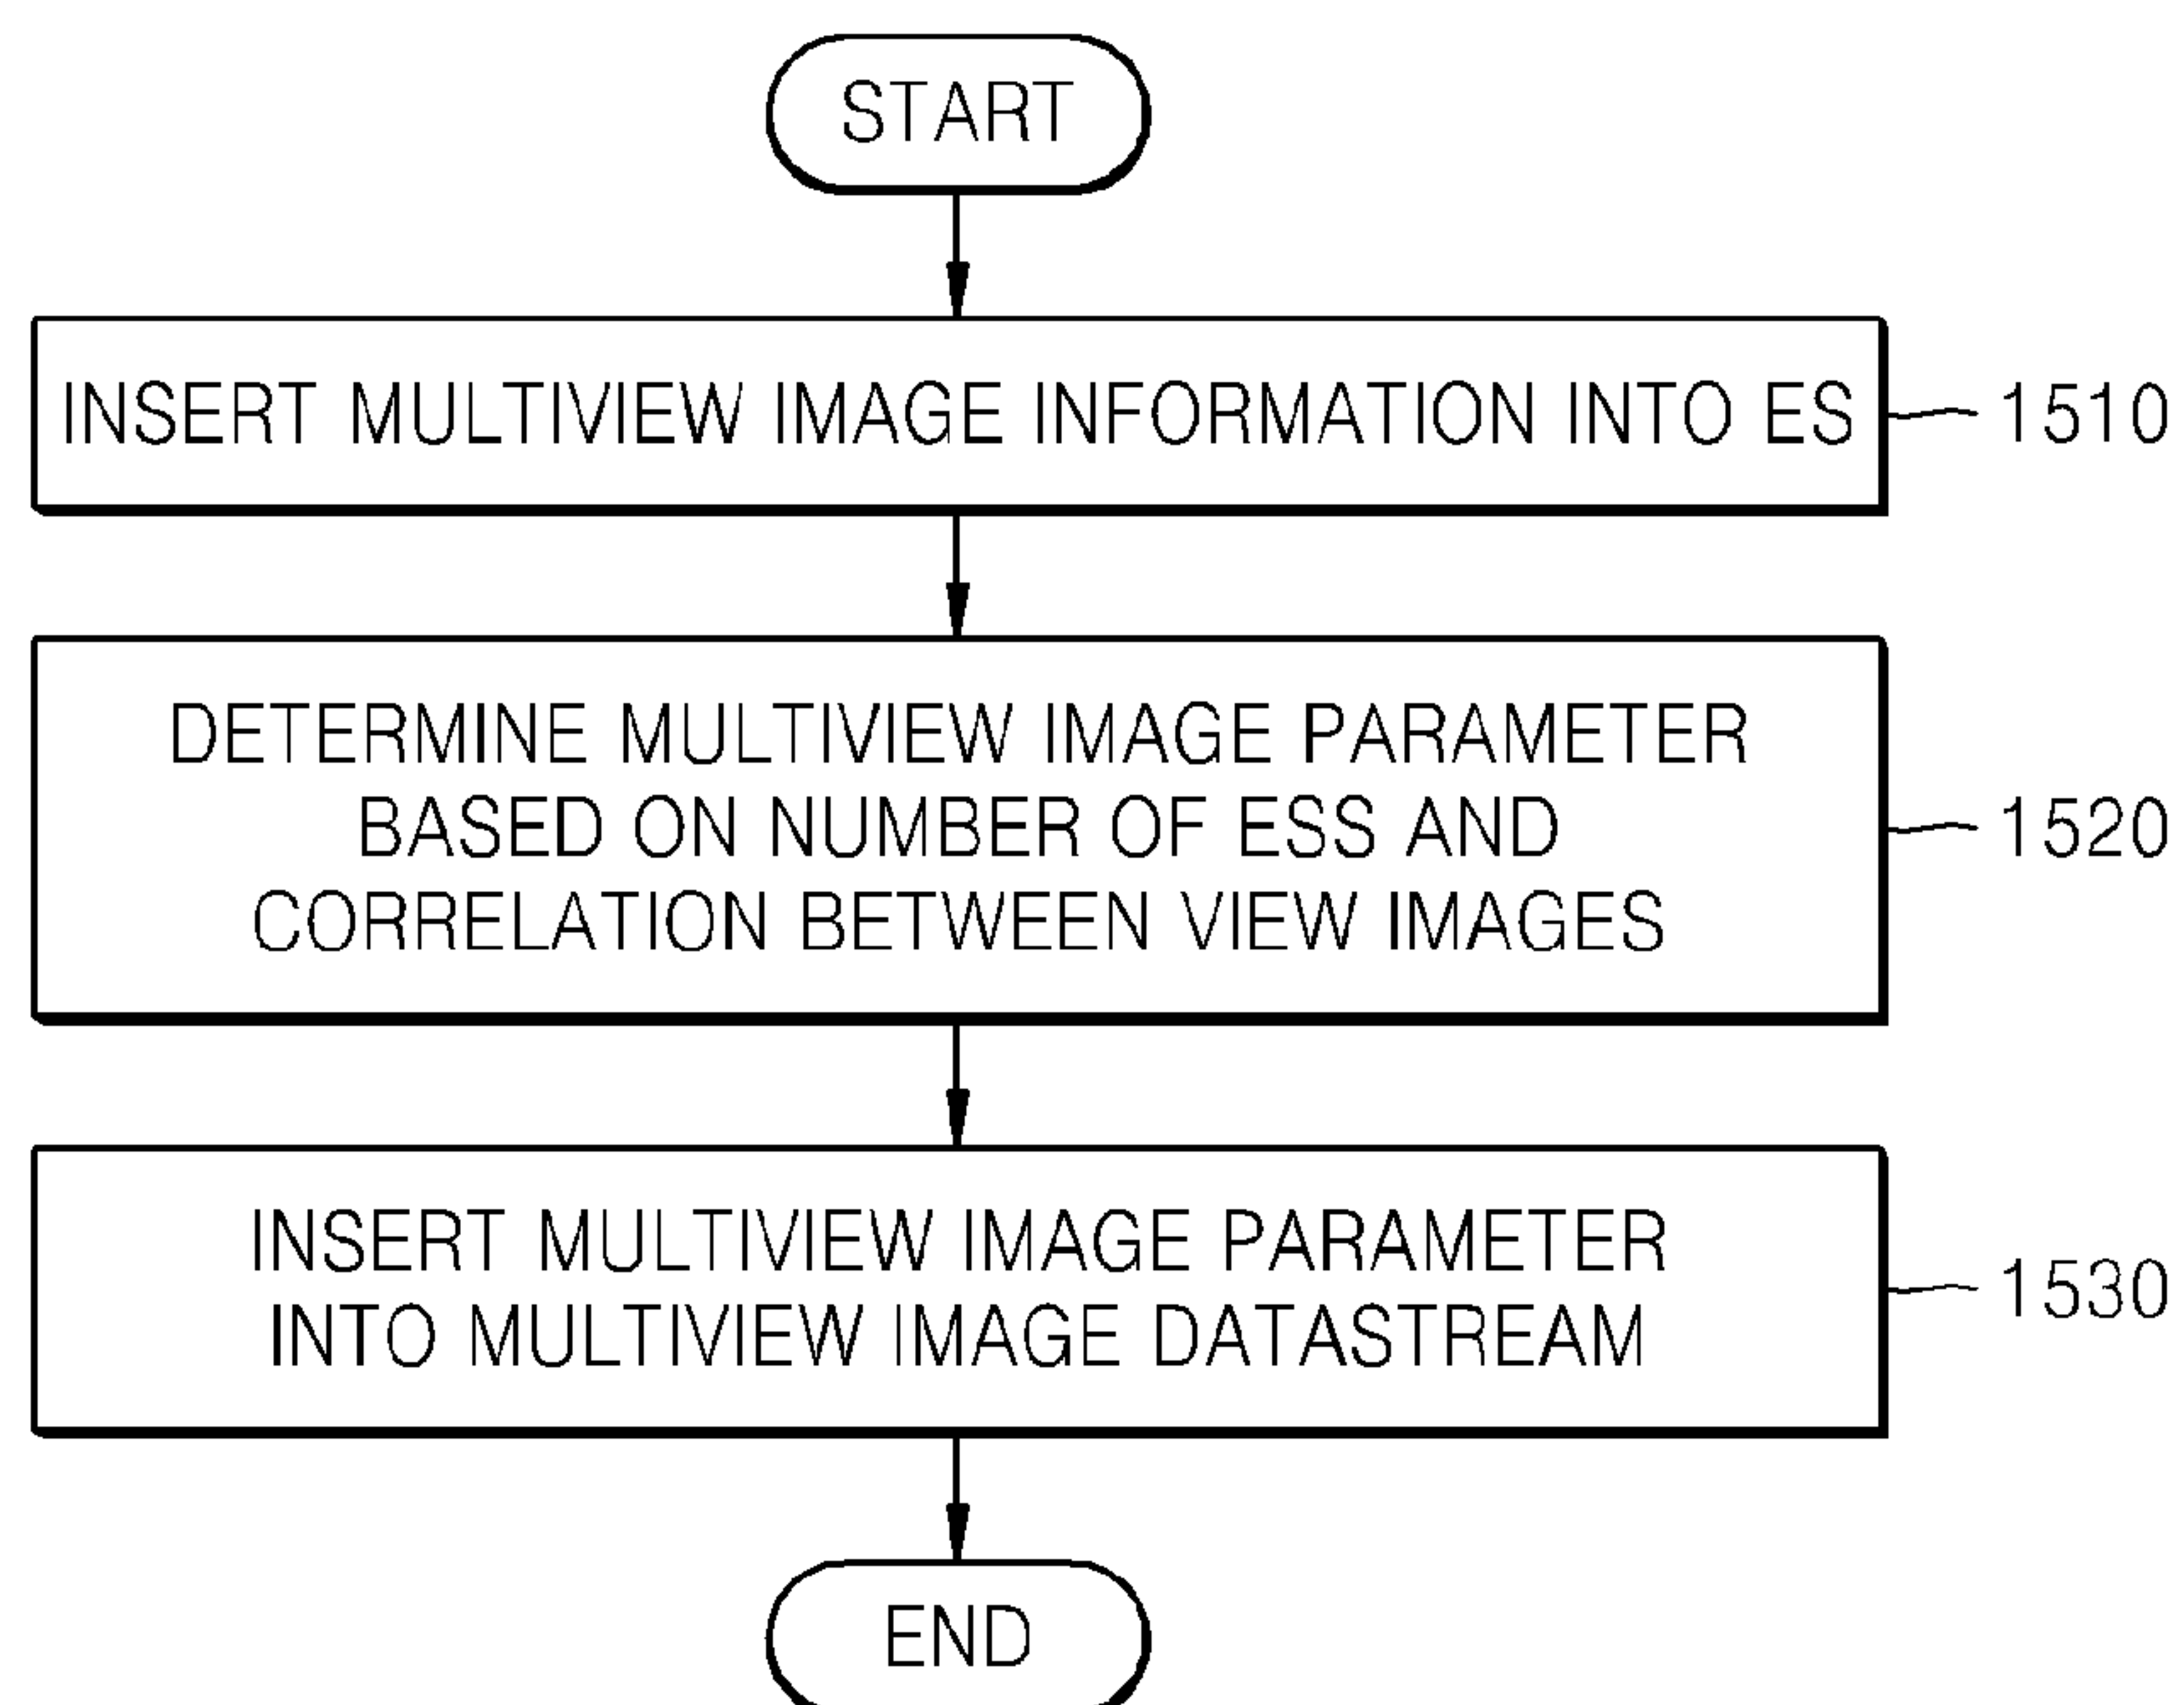 START
INSERT MULTIVIEW IMAGE INFORMATION INTO ES
1510
DETERMINE MULTIVIEW IMAGE PARAMETER
BASED ON NUMBER OF ESS AND
CORRELATION BETWEEN VIEW IMAGES
1520
INSERT MULTIVIEW IMAGE PARAMETER
INTO MULTIVIEW IMAGE DATASTREAM
1530
END